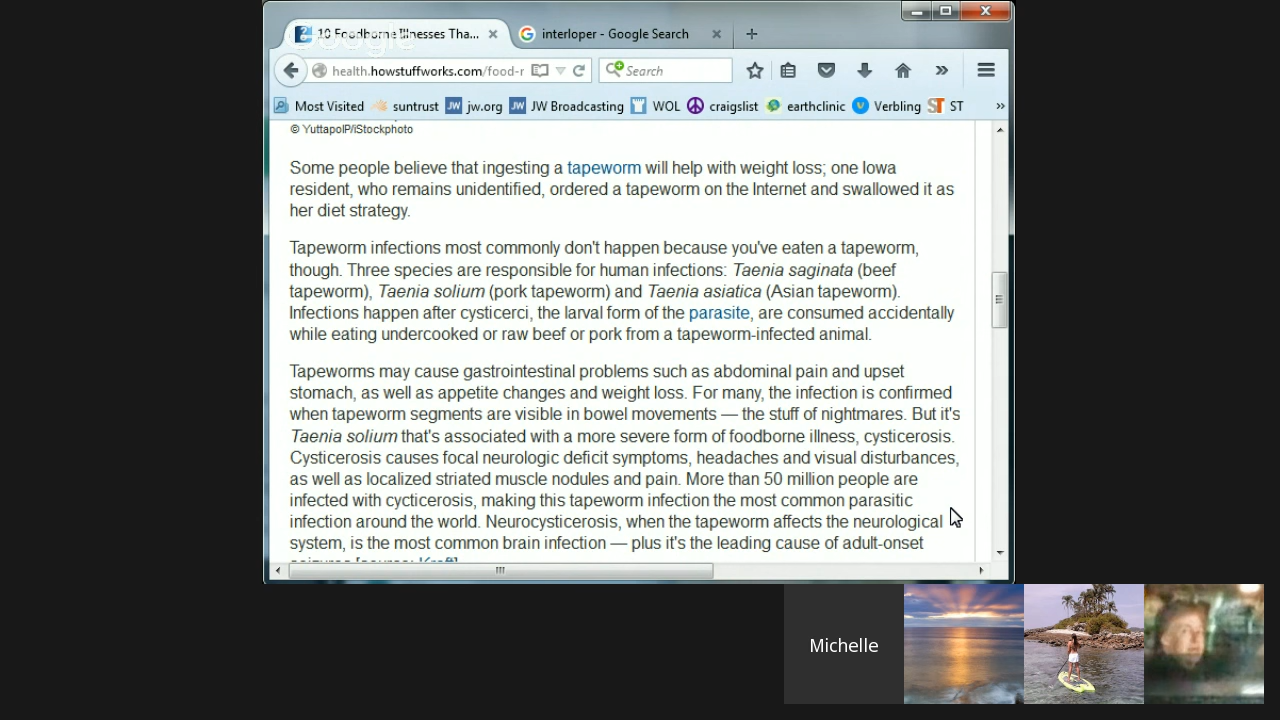 10 Foodborne Illnesses Tha...
interloper - Google Search
Google
health.howstuffworks.com/food-r
Search
Most Visited suntrust jw.org JW Broadcasting WOL craigslist earthclinic Verbling ST
© YuttapolP/iStockphoto
Some people believe that ingesting a tapeworm will help with weight loss; one Iowa
resident, who remains unidentified, ordered a tapeworm on the Internet and swallowed it as
her diet strategy.
Tapeworm infections most commonly don't happen because you've eaten a tapeworm,
though. Three species are responsible for human infections: Taenia saginata (beef
tapeworm), Taenia solium (pork tapeworm) and Taenia asiatica (Asian tapeworm).
Infections happen after cysticerci, the larval form of the parasite, are consumed accidentally
while eating undercooked or raw beef or pork from a tapeworm-infected animal.
Tapeworms may cause gastrointestinal problems such as abdominal pain and upset
stomach, as well as appetite changes and weight loss. For many, the infection is confirmed
when tapeworm segments are visible in bowel movements — the stuff of nightmares. But it's
Taenia solium that's associated with a more severe form of foodborne illness, cysticerosis.
Cysticerosis causes focal neurologic deficit symptoms, headaches and visual disturbances,
as well as localized striated muscle nodules and pain. More than 50 million people are
infected with cycticerosis, making this tapeworm infection the most common parasitic
infection around the world. Neurocysticerosis, when the tapeworm affects the neurological
system, is the most common brain infection — plus it's the leading cause of adult-onset
seizures [source: Kraft].
Michelle